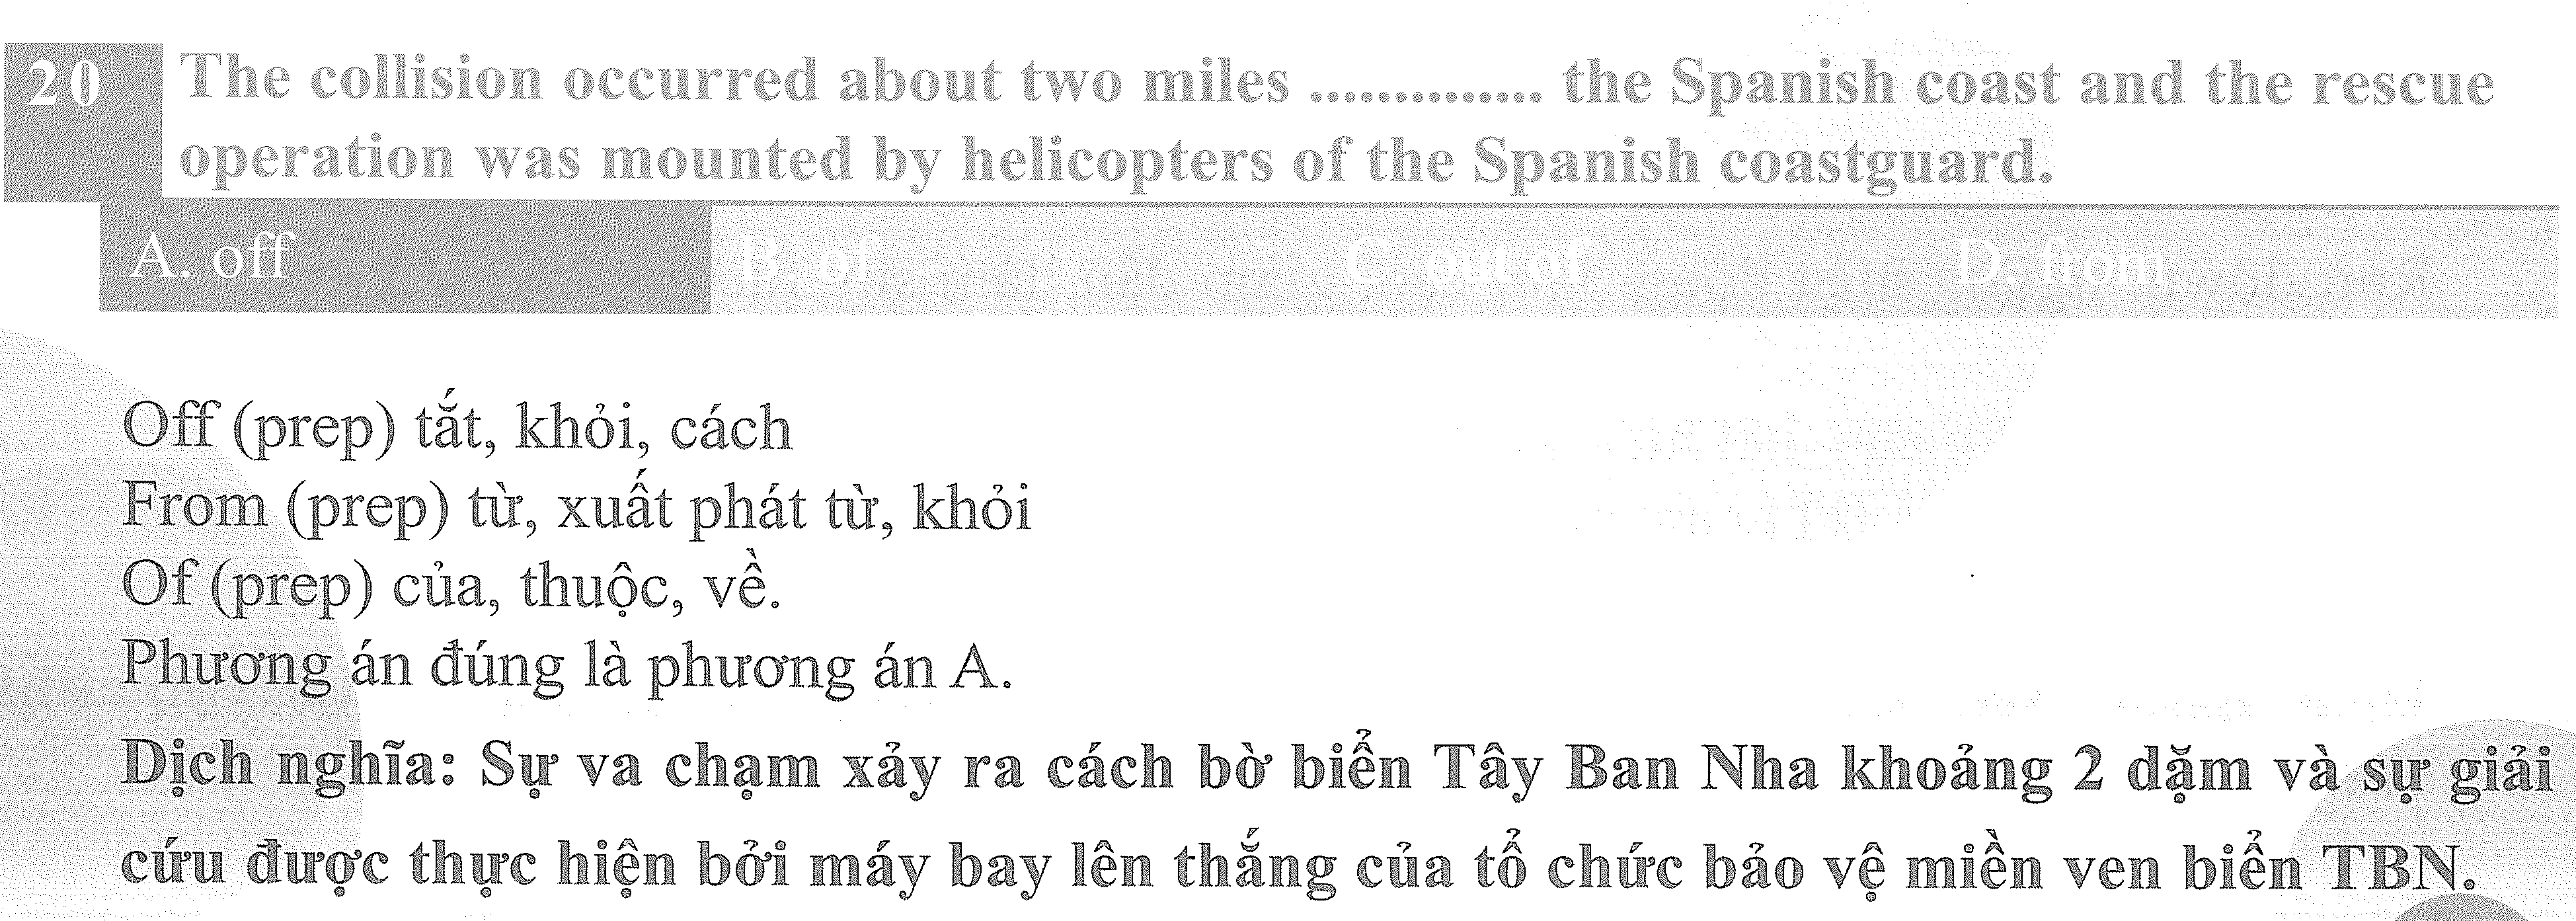 20 The collision occurred about two miles .............. the Spanish coast and the rescue
operation was mounted by helicopters of the Spanish coastguard.
A. off B. of C. out of D. from
Off (prep) tắt, khỏi, cách
From (prep) từ, xuất phát từ, khỏi
Of (prep) của, thuộc, về.
Phương án đúng là phương án A.
Dịch nghĩa: Sự va chạm xảy ra cách bờ biển Tây Ban Nha khoảng 2 dặm và sự giải
cứu được thực hiện bởi máy bay lên thẳng của tổ chức bảo vệ miền ven biển TBN.